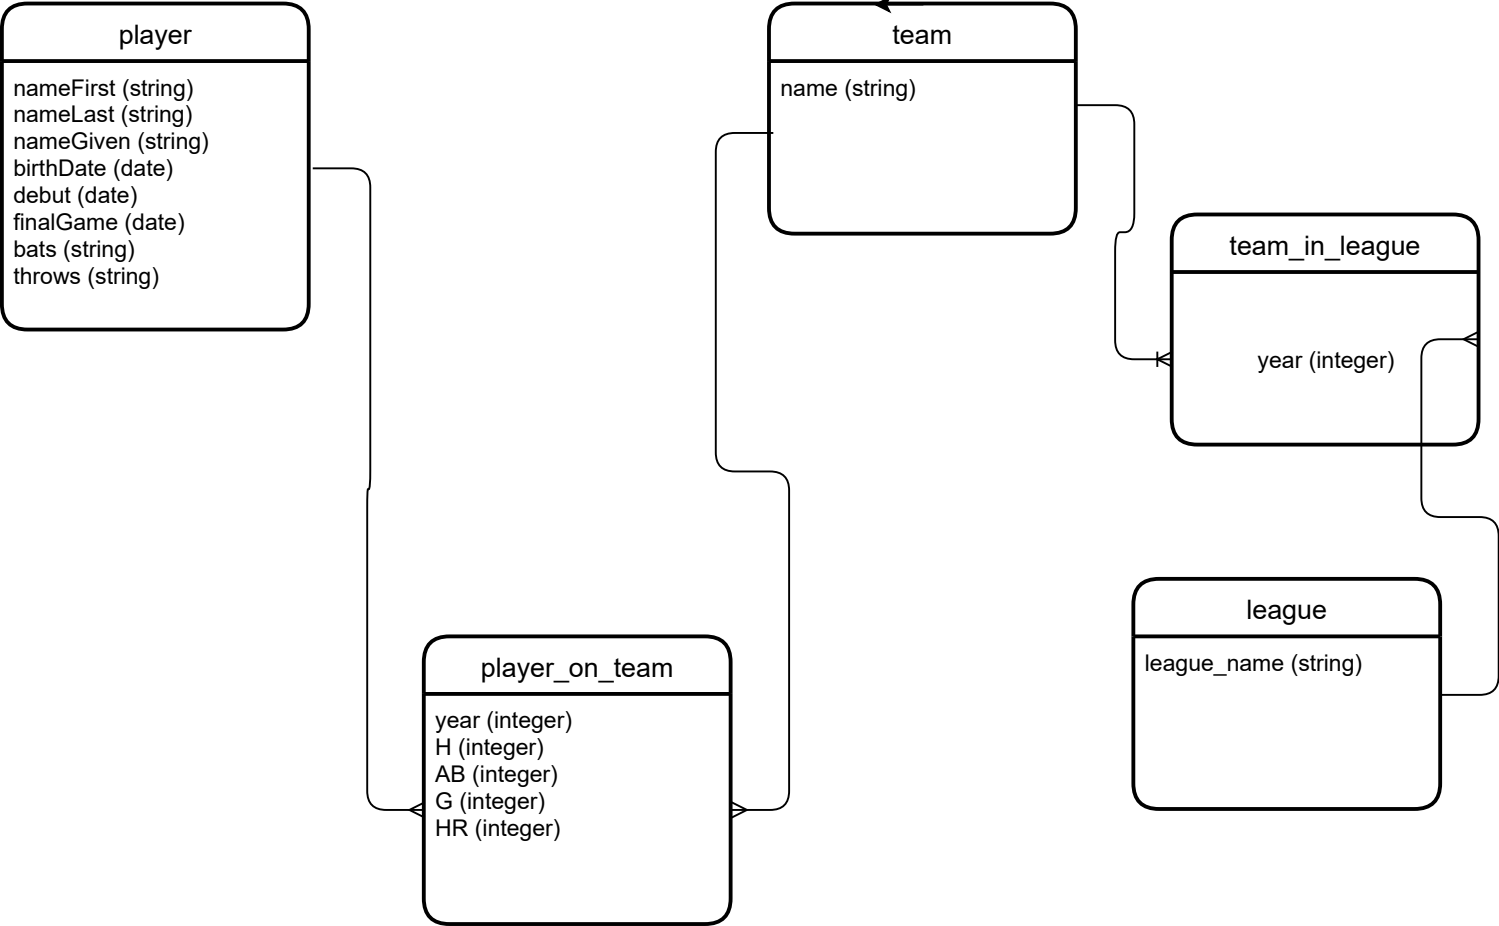 player
nameFirst (string)
nameLast (string)
nameGiven (string)
birthDate (date)
debut (date)
finalGame (date)
bats (string)
throws (string)
team
name (string)
team_in_league
year (integer)
league
league_name (string)
player_on_team
year (integer)
H (integer)
AB (integer)
G (integer)
HR (integer)